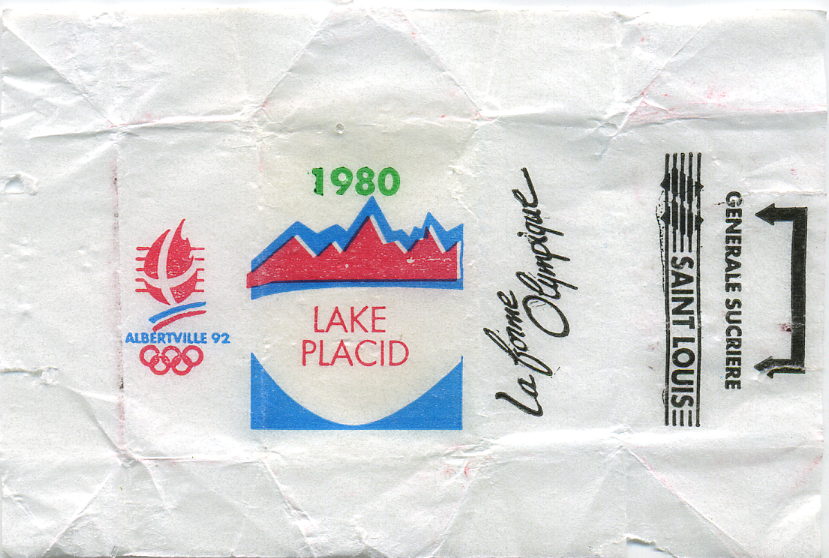 ALBERTVILLE 92
1980
LAKE
PLACID
La forme
Olympique
SAINT LOUIS
GENERALE SUCRIERE